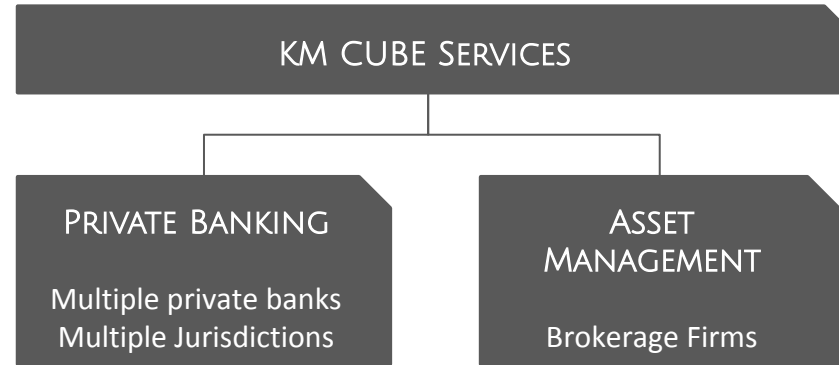 KM CUBE SERVICES
PRIVATE BANKING
Multiple private banks
Multiple Jurisdictions
ASSET
MANAGEMENT
Brokerage Firms